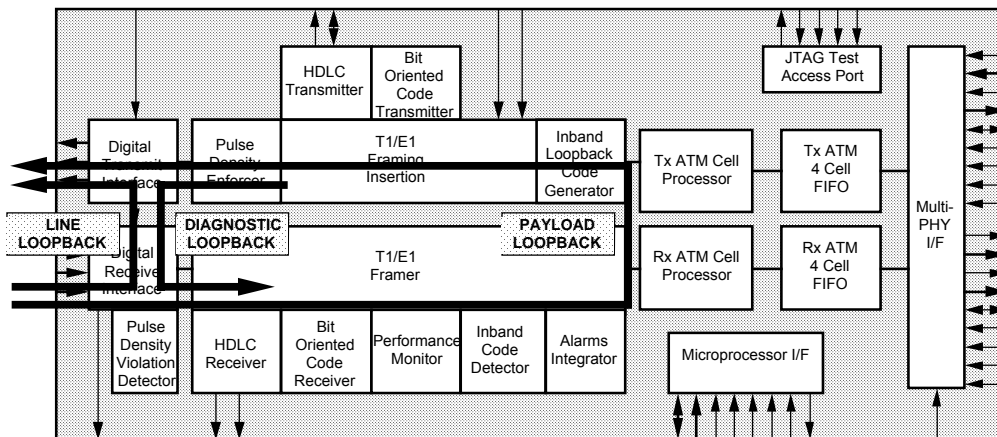 JTAG Test
Access Port
HDLC
Transmitter
Bit
Oriented
Code
Transmitter
Digital
Transmit
Interface
Pulse
Density
Enforcer
T1/E1
Framing
Insertion
Inband
Loopback
Code
Generator
Tx ATM Cell
Processor
Tx ATM
4 Cell
FIFO
Multi-
PHY
I/F
LINE
LOOPBACK
DIAGNOSTIC
LOOPBACK
PAYLOAD
LOOPBACK
Digital
Receive
Interface
T1/E1
Framer
Rx ATM Cell
Processor
Rx ATM
4 Cell
FIFO
Pulse
Density
Violation
Detector
HDLC
Receiver
Bit
Oriented
Code
Receiver
Performance
Monitor
Inband
Code
Detector
Alarms
Integrator
Microprocessor I/F